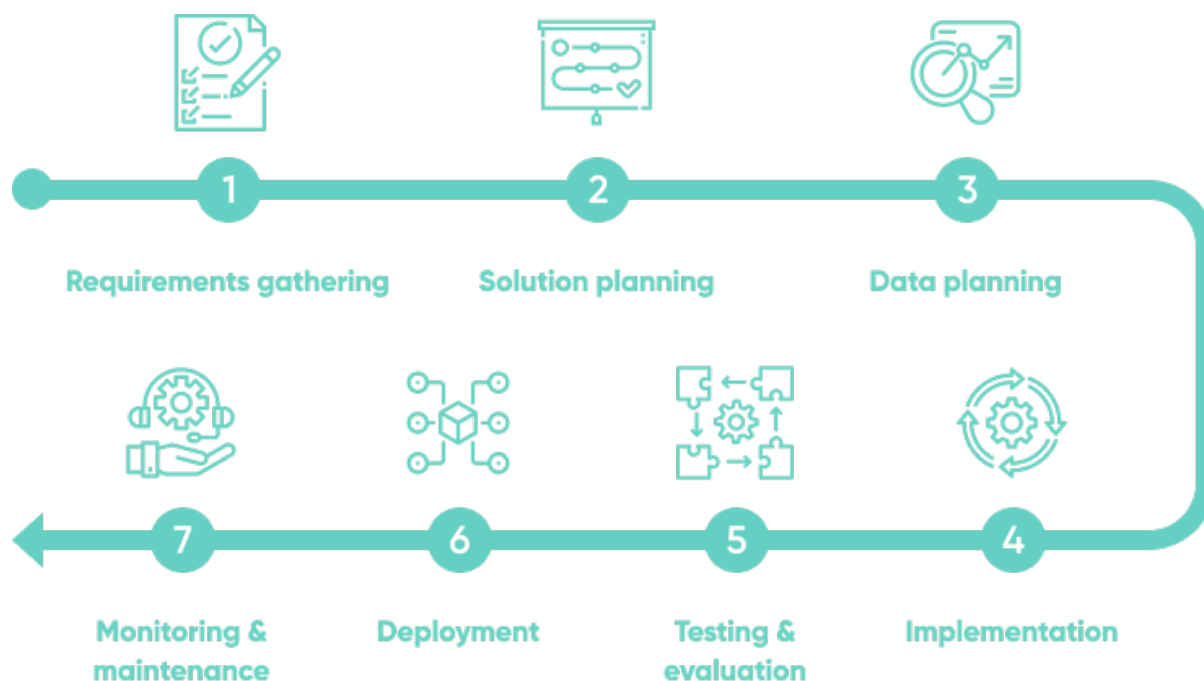 1
2
3
Requirements gathering
Solution planning
Data planning
4
5
6
7
Implementation
Testing &
evaluation
Deployment
Monitoring &
maintenance